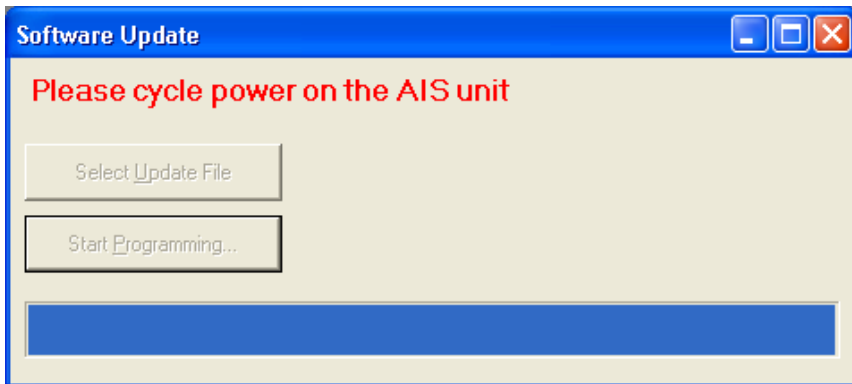 Software Update
Please cycle power on the AIS unit
Select Update File
Start Programming...